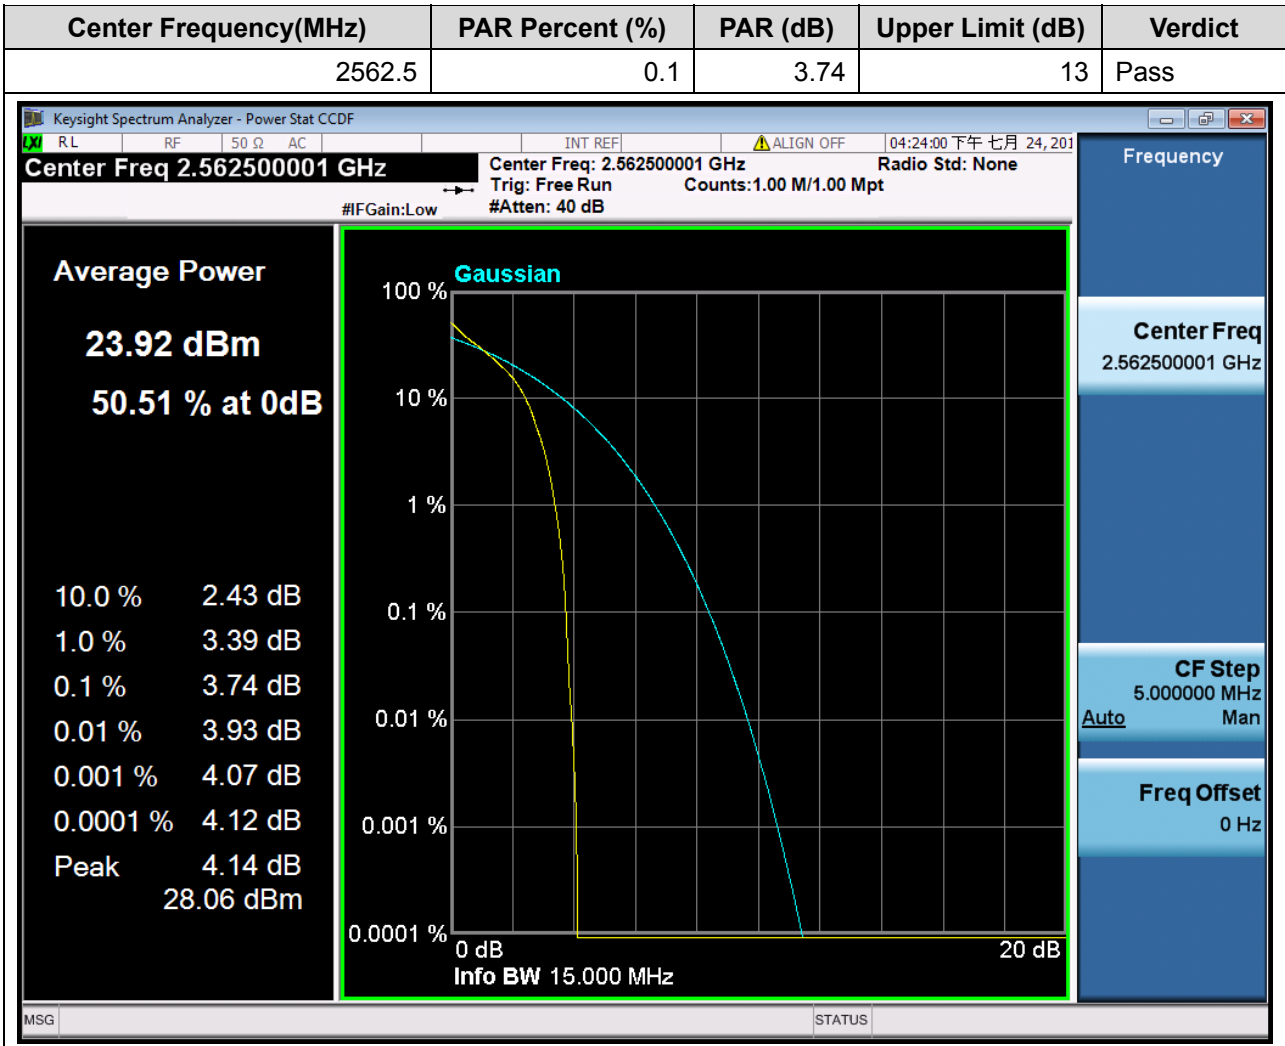 Center Frequency(MHz) PAR Percent (%) PAR (dB) Upper Limit (dB) Verdict
2562.5 0.1 3.74 13 Pass
Keysight Spectrum Analyzer - Power Stat CCDF
LXI RL RF 50 Ω AC INT REF ALIGN OFF 04:24:00 下午 七月 24, 201
Center Freq 2.562500001 GHz
Center Freq: 2.562500001 GHz Radio Std: None
Trig: Free Run Counts:1.00 M/1.00 Mpt
#IFGain:Low #Atten: 40 dB
Frequency
Average Power
23.92 dBm
50.51 % at 0dB
10.0 % 2.43 dB
1.0 % 3.39 dB
0.1 % 3.74 dB
0.01 % 3.93 dB
0.001 % 4.07 dB
0.0001 % 4.12 dB
Peak 4.14 dB
28.06 dBm
Gaussian
100 %
10 %
1 %
0.1 %
0.01 %
0.001 %
0.0001 %
0 dB 20 dB
Info BW 15.000 MHz
Center Freq
2.562500001 GHz
CF Step
5.000000 MHz
Auto Man
Freq Offset
0 Hz
MSG STATUS